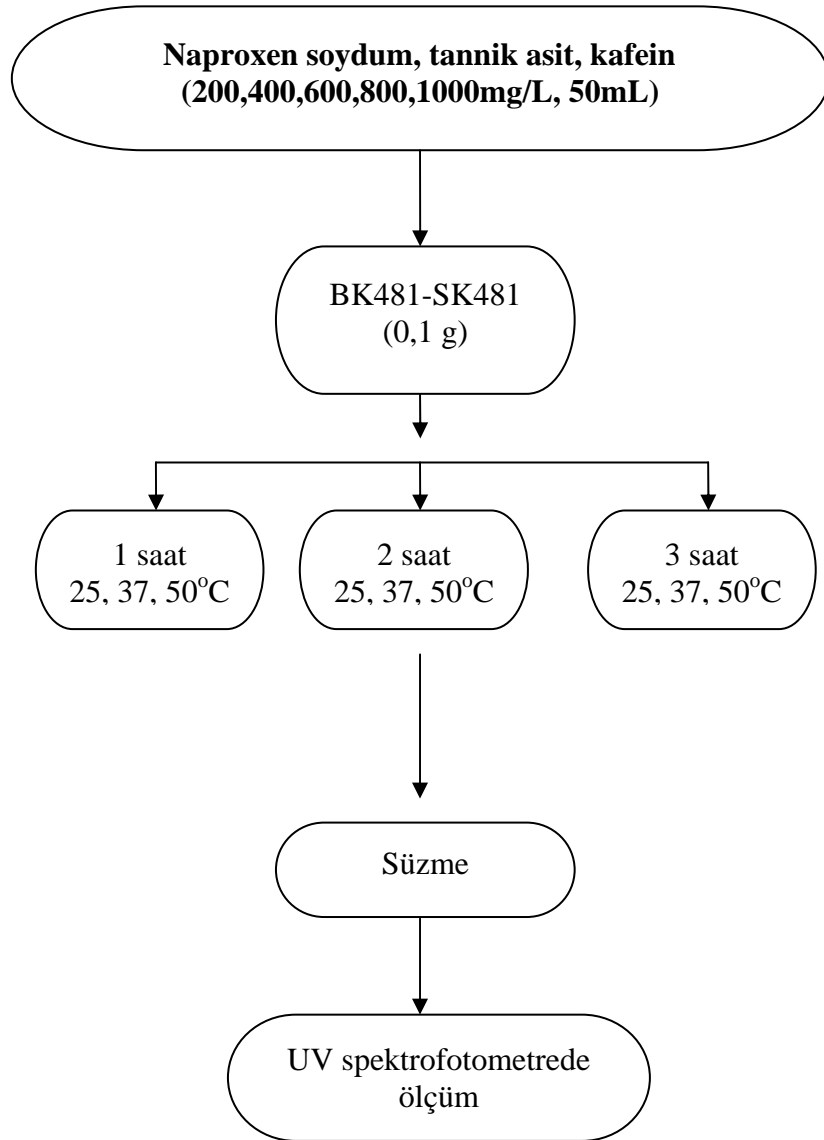 Naproxen soydum, tannik asit, kafein
(200,400,600,800,1000mg/L, 50mL)
BK481-SK481
(0,1 g)
1 saat
25, 37, 50°C
2 saat
25, 37, 50°C
3 saat
25, 37, 50°C
Süzme
UV spektrofotometrede
ölçüm